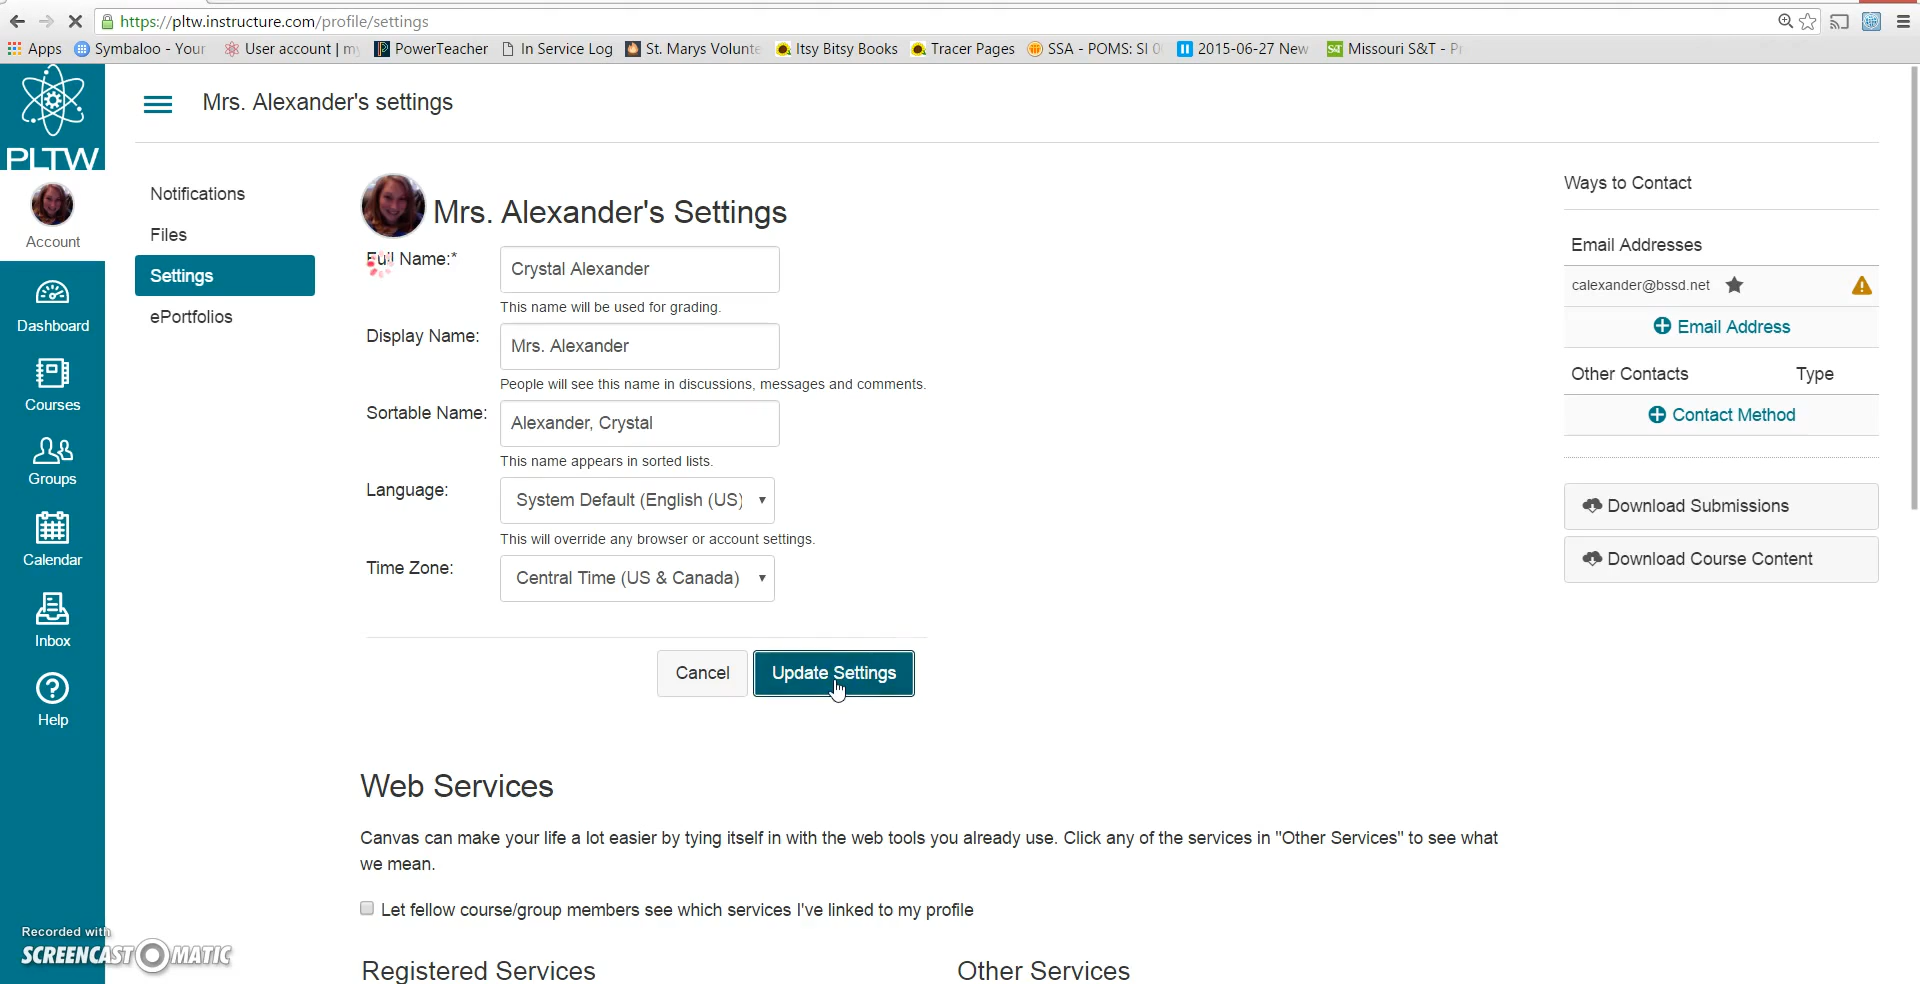 https://pltw.instructure.com/profile/settings
Apps Symbaloo - Your User account | my PowerTeacher In Service Log St. Marys Volunte Itsy Bitsy Books Tracer Pages SSA - POMS: SI 2015-06-27 New Missouri S&T - Pr
PLTW
Account
Dashboard
Courses
Groups
Calendar
Inbox
Help
Mrs. Alexander's settings
Notifications
Files
Settings
ePortfolios
Mrs. Alexander's Settings
Full Name:* Crystal Alexander
This name will be used for grading.
Display Name: Mrs. Alexander
People will see this name in discussions, messages and comments.
Sortable Name: Alexander, Crystal
This name appears in sorted lists.
Language: System Default (English (US)
This will override any browser or account settings.
Time Zone: Central Time (US & Canada)
Cancel Update Settings
Web Services
Canvas can make your life a lot easier by tying itself in with the web tools you already use. Click any of the services in "Other Services" to see what
we mean.
Let fellow course/group members see which services I've linked to my profile
Registered Services Other Services
Ways to Contact
Email Addresses
calexander@bssd.net
Email Address
Other Contacts Type
Contact Method
Download Submissions
Download Course Content
Recorded with
SCREENCAST-O-MATIC